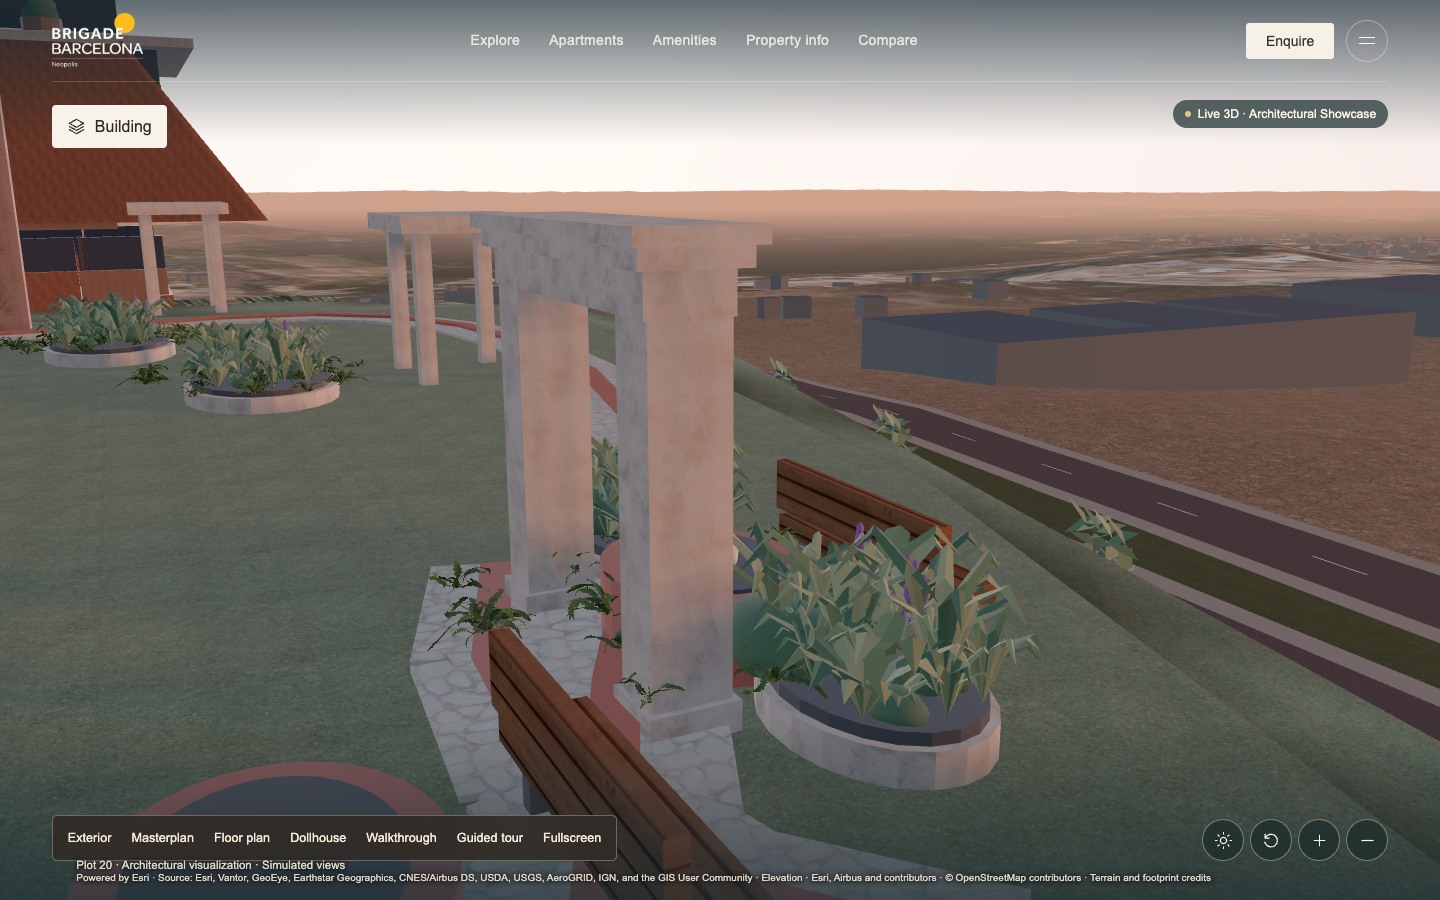 BRIGADE
BARCELONA
Neopolis
Explore
Apartments
Amenities
Property info
Compare
Enquire
Building
Live 3D · Architectural Showcase
Exterior
Masterplan
Floor plan
Dollhouse
Walkthrough
Guided tour
Fullscreen
Plot 20 · Architectural visualization · Simulated views
Powered by Esri · Source: Esri, Vantor, GeoEye, Earthstar Geographics, CNES/Airbus DS, USDA, USGS, AeroGRID, IGN, and the GIS User Community · Elevation · Esri, Airbus and contributors · © OpenStreetMap contributors · Terrain and footprint credits